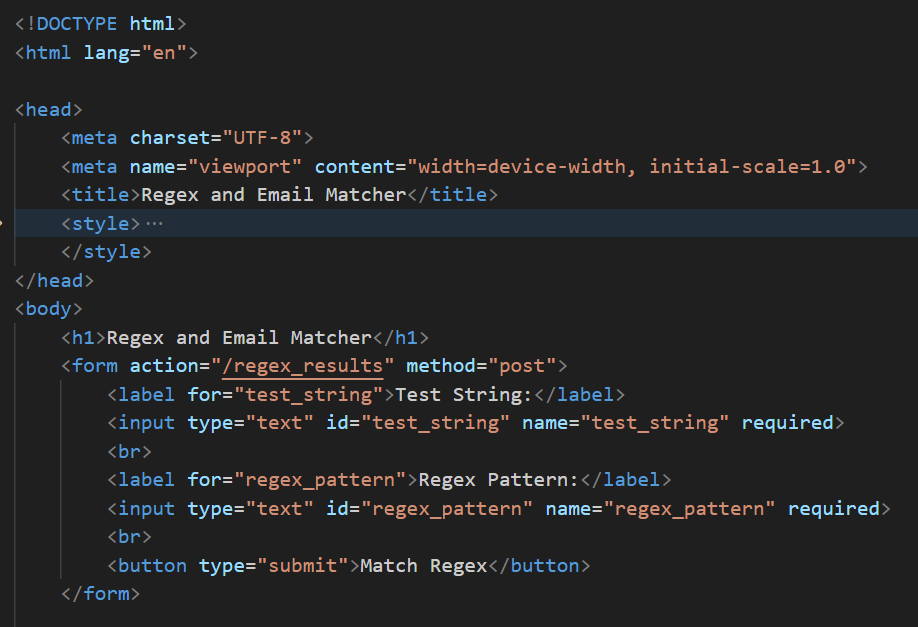 <!DOCTYPE html>
<html lang="en">
<head>
<meta charset="UTF-8">
<meta name="viewport" content="width=device-width, initial-scale=1.0">
<title>Regex and Email Matcher</title>
<style>···
</style>
</head>
<body>
<h1>Regex and Email Matcher</h1>
<form action="/regex_results" method="post">
<label for="test_string">Test String:</label>
<input type="text" id="test_string" name="test_string" required>
<br>
<label for="regex_pattern">Regex Pattern:</label>
<input type="text" id="regex_pattern" name="regex_pattern" required>
<br>
<button type="submit">Match Regex</button>
</form>